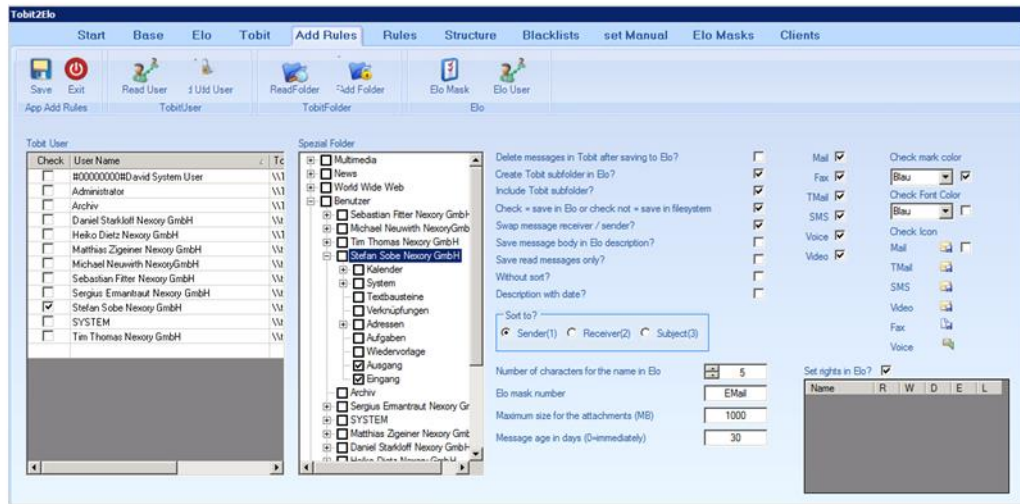 Tobit2Elo
Start Base Elo Tobit Add Rules Rules Structure Blacklists set Manual Elo Masks Clients
Save Exit Read User User ReadFolder Add Folder Elo Mask Elo User
App Add Rules TobitUser TobitFolder Elo
Tobit User
Check User Name Tc
#00000000#David System User
Administrator
Archiv
Daniel Starkloff Nexory GmbH
Heiko Dietz Nexory GmbH
Matthias Zigeiner Nexory GmbH
Michael Neuwirth NexoryGmbH
Sebastian Fitter Nexory GmbH
Sergius Ermantraut Nexory GmbH
Stefan Sobe Nexory GmbH
SYSTEM
Tim Thomas Nexory GmbH
Spezial Folder
Multimedia
News
World Wide Web
Benutzer
Sebastian Fitter Nexory GmbH
Michael Neuwirth NexoryGmb
Tim Thomas Nexory GmbH
Stefan Sobe Nexory GmbH
Kalender
System
Textbausteine
Verknüpfungen
Adressen
Aufgaben
Wiedervorlage
Ausgang
Eingang
Archiv
Sergius Ermantraut Nexory Gr
SYSTEM
Matthias Zigeiner Nexory Gmb
Daniel Starkloff Nexory GmbH
Heiko Dietz Nexory GmbH
Delete messages in Tobit after saving to Elo?
Create Tobit subfolder in Elo?
Include Tobit subfolder?
Check = save in Elo or check not = save in filesystem
Swap message receiver / sender?
Save message body in Elo description?
Save read messages only?
Without sort?
Description with date?
Sort to?
Sender(1) Receiver(2) Subject(3)
Number of characters for the name in Elo 5
Elo mask number EMail
Maximum size for the attachments (MB) 1000
Message age in days (0=immediately) 30
Mail
Fax
TMail
SMS
Voice
Video
Check mark color
Blau
Check Font Color
Blau
Check Icon
Mail
TMail
SMS
Video
Fax
Voice
Set rights in Elo?
Name R W D E L